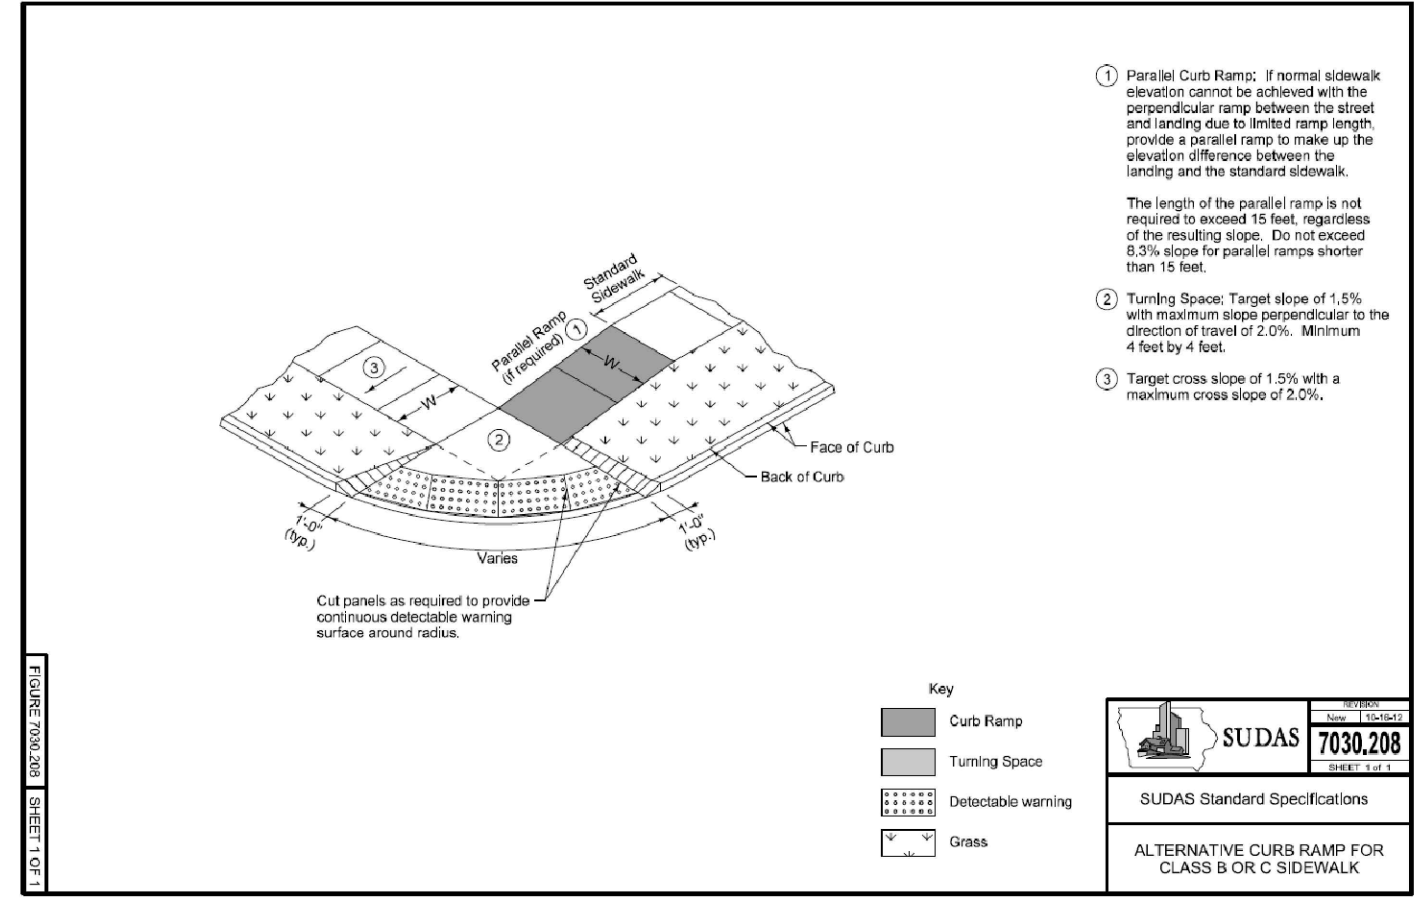 1 Parallel Curb Ramp: If normal sidewalk
elevation cannot be achieved with the
perpendicular ramp between the street
and landing due to limited ramp length,
provide a parallel ramp to make up the
elevation difference between the
landing and the standard sidewalk.
The length of the parallel ramp is not
required to exceed 15 feet, regardless
of the resulting slope. Do not exceed
8.3% slope for parallel ramps shorter
than 15 feet.
2 Turning Space: Target slope of 1.5%
with maximum slope perpendicular to the
direction of travel of 2.0%. Minimum
4 feet by 4 feet.
3 Target cross slope of 1.5% with a
maximum cross slope of 2.0%.
Standard
Sidewalk
Parallel Ramp
(if required)
1
W
3
W
2
Face of Curb
Back of Curb
1'-0"
(typ.)
1'-0"
(typ.)
Varies
Cut panels as required to provide
continuous detectable warning
surface around radius.
Key
Curb Ramp
Turning Space
Detectable warning
Grass
SUDAS
REVISION
New 10-16-12
7030.208
SHEET 1 of 1
SUDAS Standard Specifications
ALTERNATIVE CURB RAMP FOR
CLASS B OR C SIDEWALK
FIGURE 7030.208
SHEET 1 OF 1